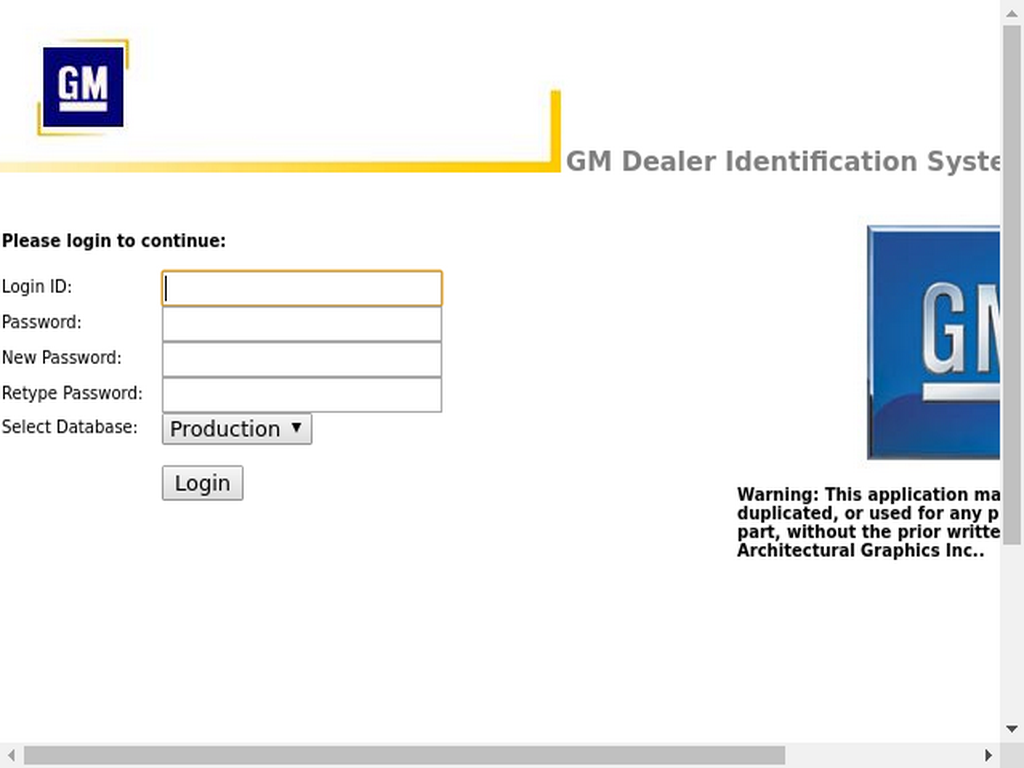 GM
GM Dealer Identification Syste
Please login to continue:
Login ID:
Password:
New Password:
Retype Password:
Select Database:
Production
Login
GM
Warning: This application ma
duplicated, or used for any p
part, without the prior writte
Architectural Graphics Inc..